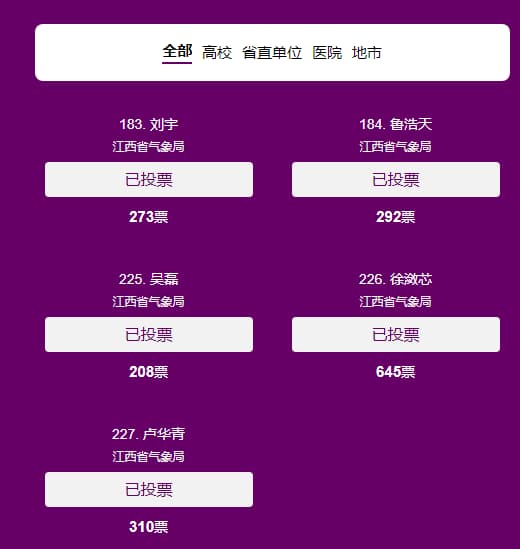 全部 高校 省直单位 医院 地市
183. 刘宇
江西省气象局
已投票
273票
184. 鲁浩天
江西省气象局
已投票
292票
225. 吴磊
江西省气象局
已投票
208票
226. 徐潋芯
江西省气象局
已投票
645票
227. 卢华青
江西省气象局
已投票
310票